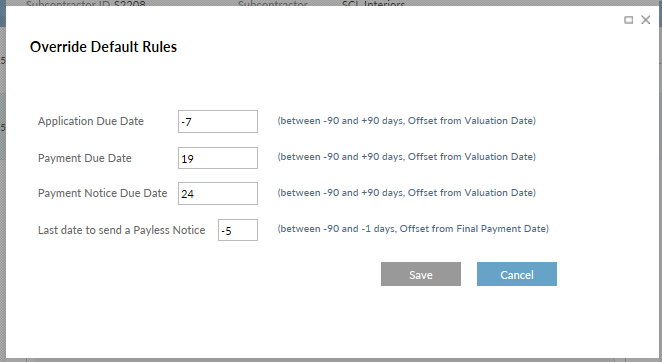 Subcontractor ID S2208 Subcontractor SCL Interiors
Override Default Rules
Application Due Date -7 (between -90 and +90 days, Offset from Valuation Date)
Payment Due Date 19 (between -90 and +90 days, Offset from Valuation Date)
Payment Notice Due Date 24 (between -90 and +90 days, Offset from Valuation Date)
Last date to send a Payless Notice -5 (between -90 and -1 days, Offset from Final Payment Date)
Save Cancel